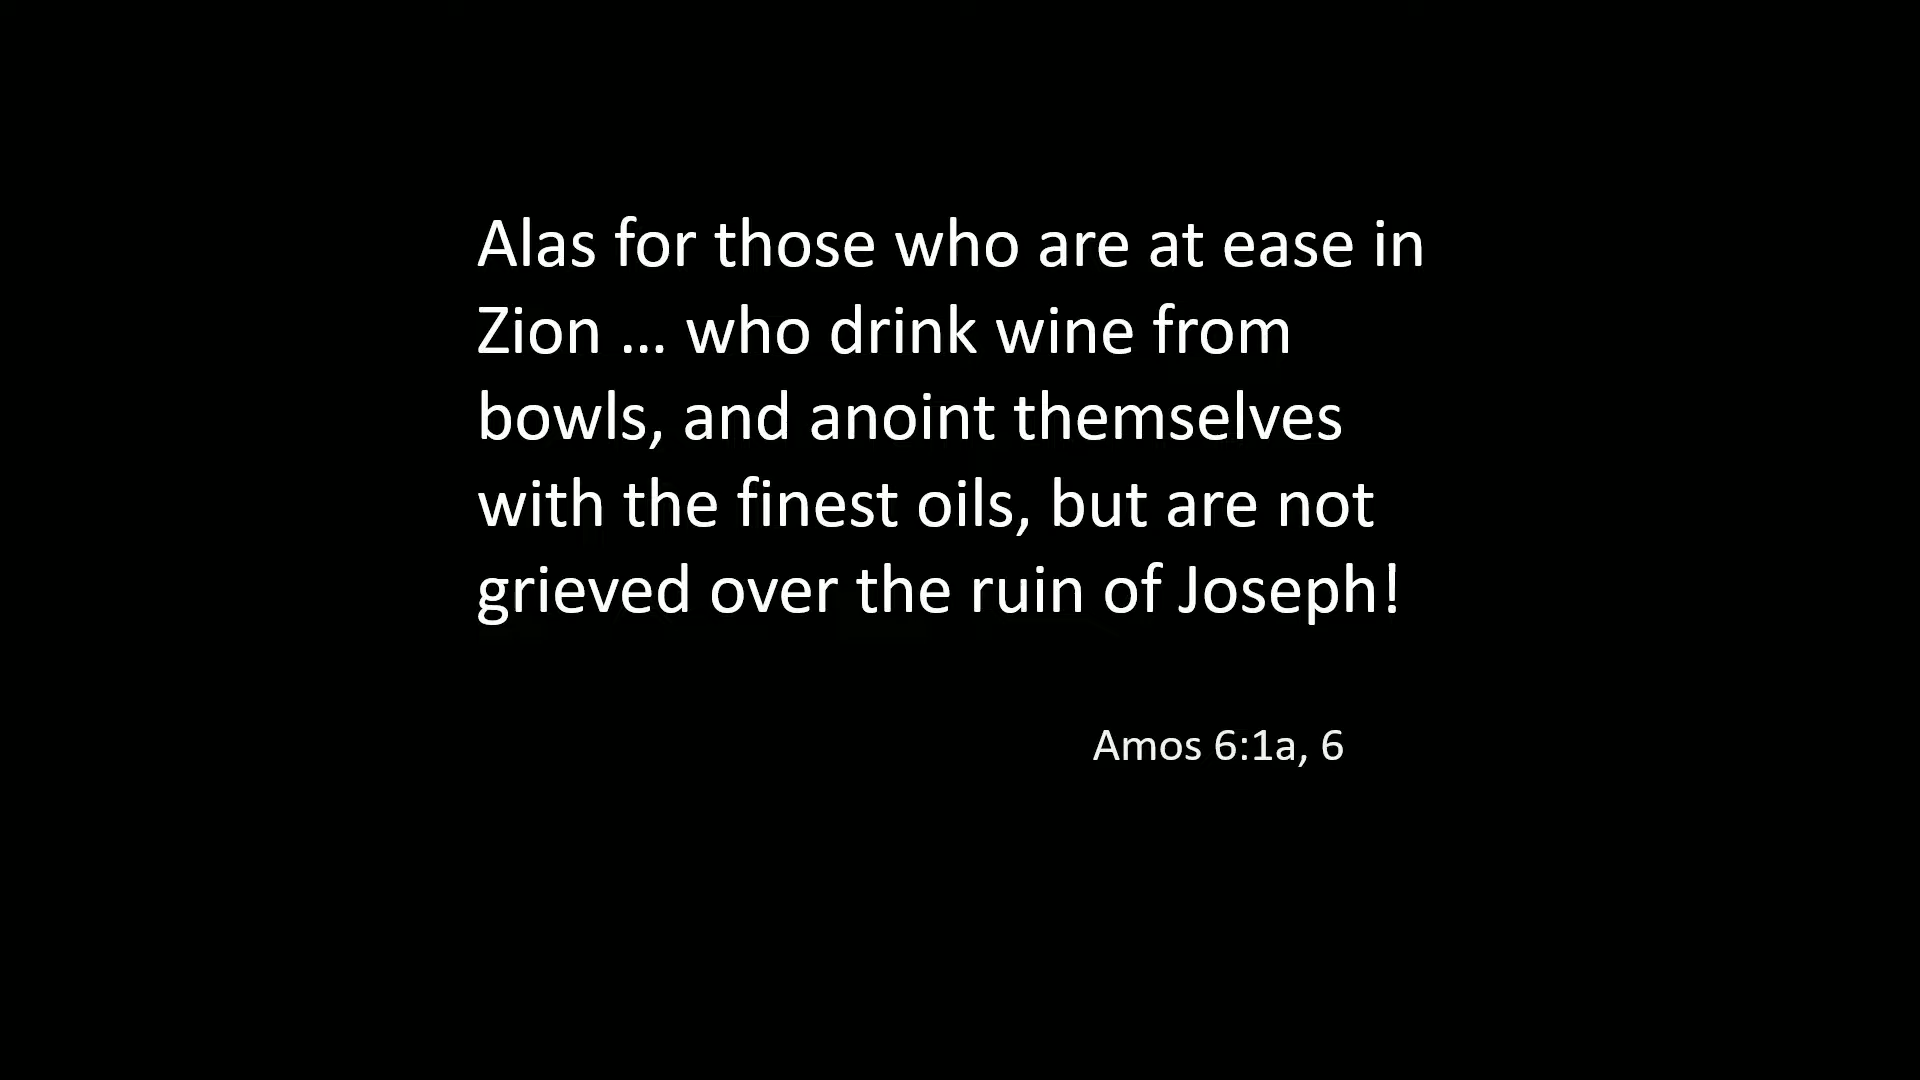 Alas for those who are at ease in
Zion ... who drink wine from
bowls, and anoint themselves
with the finest oils, but are not
grieved over the ruin of Joseph!
Amos 6:1a, 6